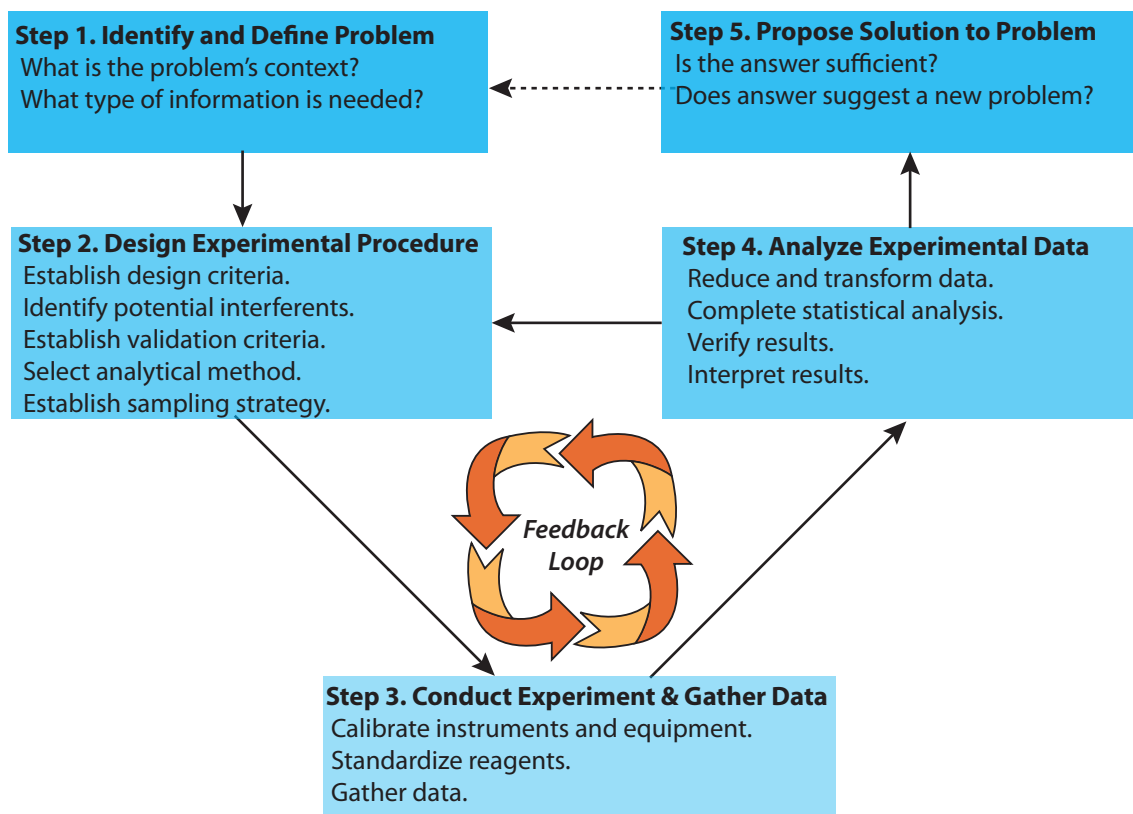 Step 1. Identify and Define Problem
What is the problem’s context?
What type of information is needed?
Step 5. Propose Solution to Problem
Is the answer sufficient?
Does answer suggest a new problem?
Step 2. Design Experimental Procedure
Establish design criteria.
Identify potential interferents.
Establish validation criteria.
Select analytical method.
Establish sampling strategy.
Step 4. Analyze Experimental Data
Reduce and transform data.
Complete statistical analysis.
Verify results.
Interpret results.
Feedback
Loop
Step 3. Conduct Experiment & Gather Data
Calibrate instruments and equipment.
Standardize reagents.
Gather data.